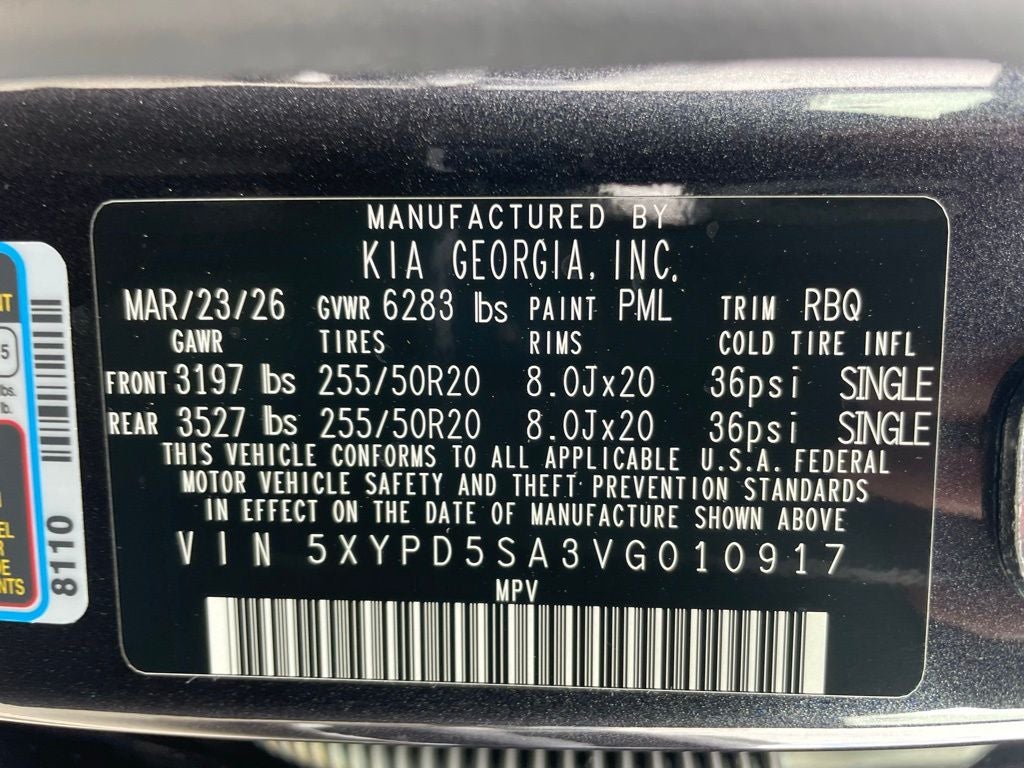 MANUFACTURED BY
KIA GEORGIA, INC.
MAR/23/26 GVWR 6283 lbs PAINT PML TRIM RBQ
GAWR TIRES RIMS COLD TIRE INFL
FRONT 3197 lbs 255/50R20 8.0Jx20 36psi SINGLE
REAR 3527 lbs 255/50R20 8.0Jx20 36psi SINGLE
THIS VEHICLE CONFORMS TO ALL APPLICABLE U.S.A. FEDERAL
MOTOR VEHICLE SAFETY AND THEFT PREVENTION STANDARDS
IN EFFECT ON THE DATE OF MANUFACTURE SHOWN ABOVE
VIN 5XYPD5SA3VG010917
MPV
8110